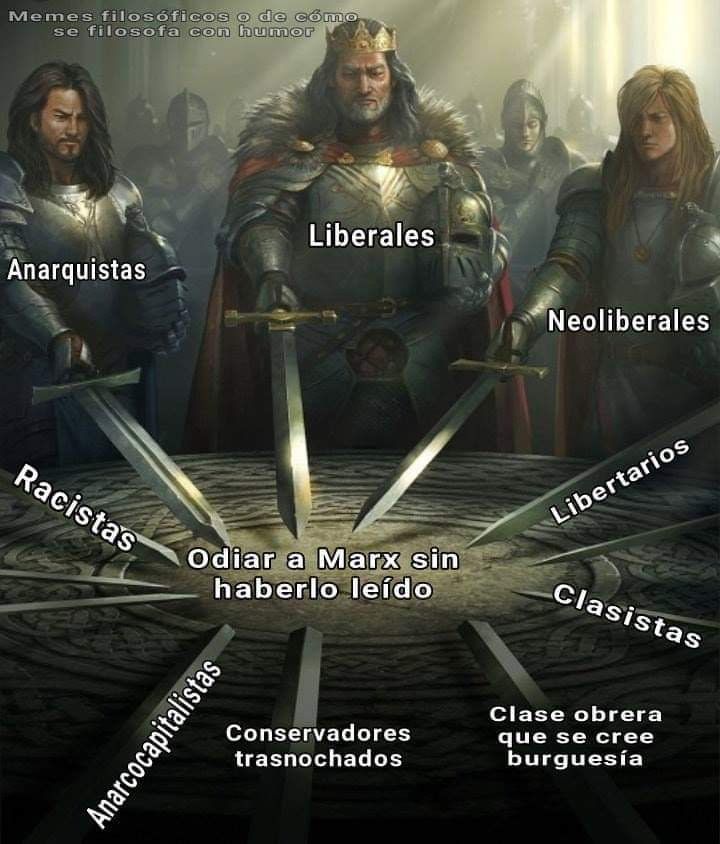 Memes filosóficos o de cómo
se filosofa con humor
Liberales
Anarquistas
Neoliberales
Libertarios
Racistas
Odiar a Marx sin
haberlo leído
Clasistas
Anarcocapitalistas
Conservadores
trasnochados
Clase obrera
que se cree
burguesía